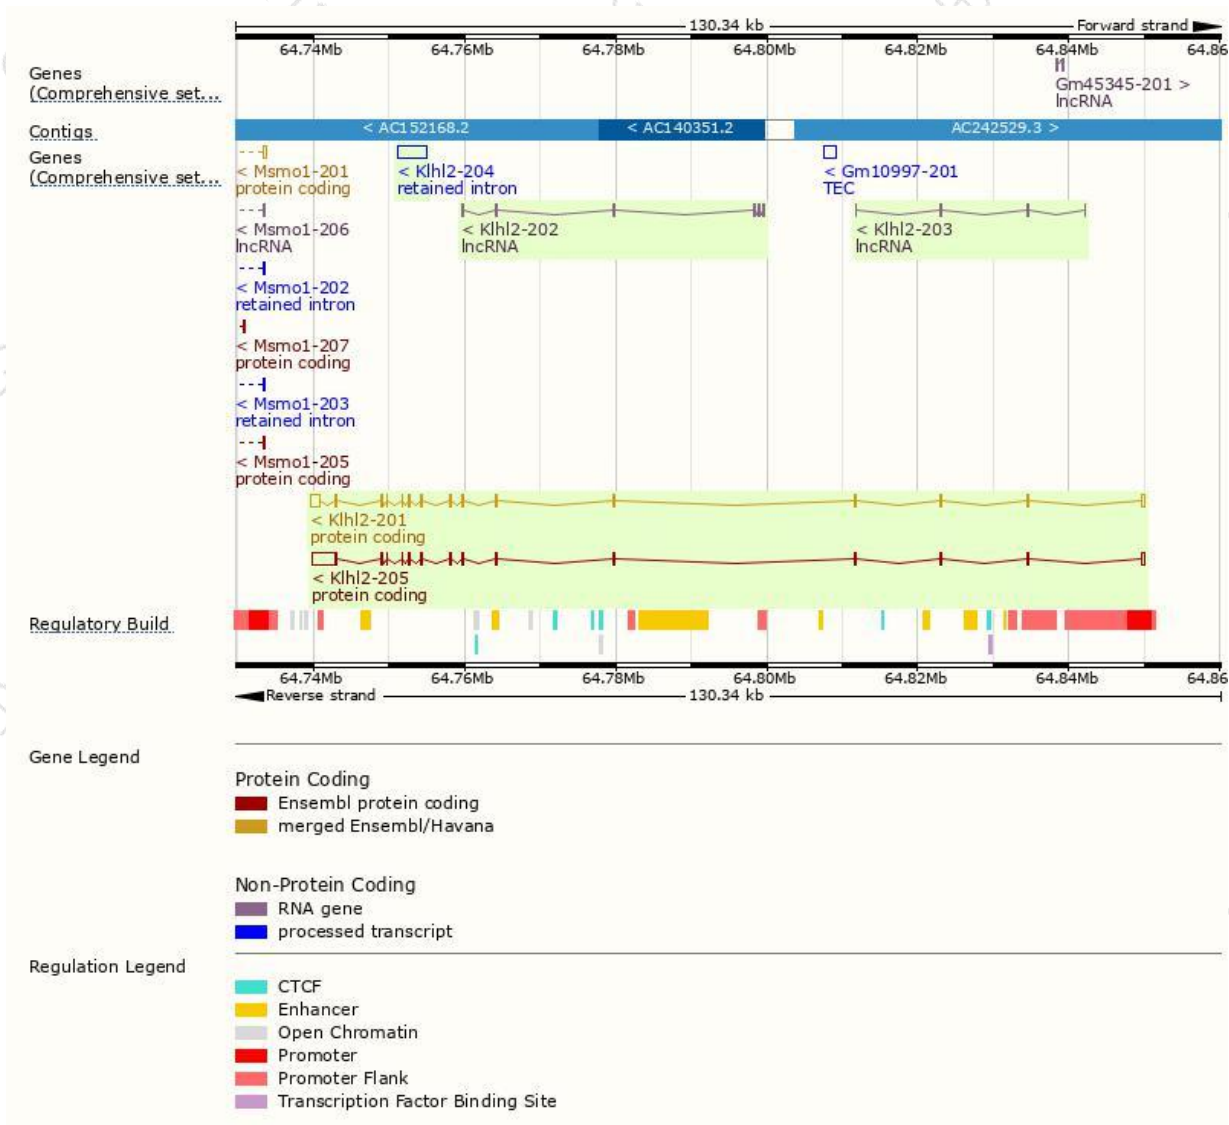 130.34 kb
Forward strand
64.74Mb 64.76Mb 64.78Mb 64.80Mb 64.82Mb 64.84Mb 64.86
Genes
(Comprehensive set...
Gm45345-201 >
lncRNA
Contigs
< AC152168.2 < AC140351.2 AC242529.3 >
Genes
(Comprehensive set...
< Msmo1-201 < Klhl2-204 < Gm10997-201
protein coding retained intron TEC
< Msmo1-206 < Klhl2-202 < Klhl2-203
lncRNA lncRNA lncRNA
< Msmo1-202
retained intron
< Msmo1-207
protein coding
< Msmo1-203
retained intron
< Msmo1-205
protein coding
< Klhl2-201
protein coding
< Klhl2-205
protein coding
Regulatory Build
64.74Mb 64.76Mb 64.78Mb 64.80Mb 64.82Mb 64.84Mb 64.86
Reverse strand 130.34 kb
Gene Legend
Protein Coding
Ensembl protein coding
merged Ensembl/Havana
Non-Protein Coding
RNA gene
processed transcript
Regulation Legend
CTCF
Enhancer
Open Chromatin
Promoter
Promoter Flank
Transcription Factor Binding Site